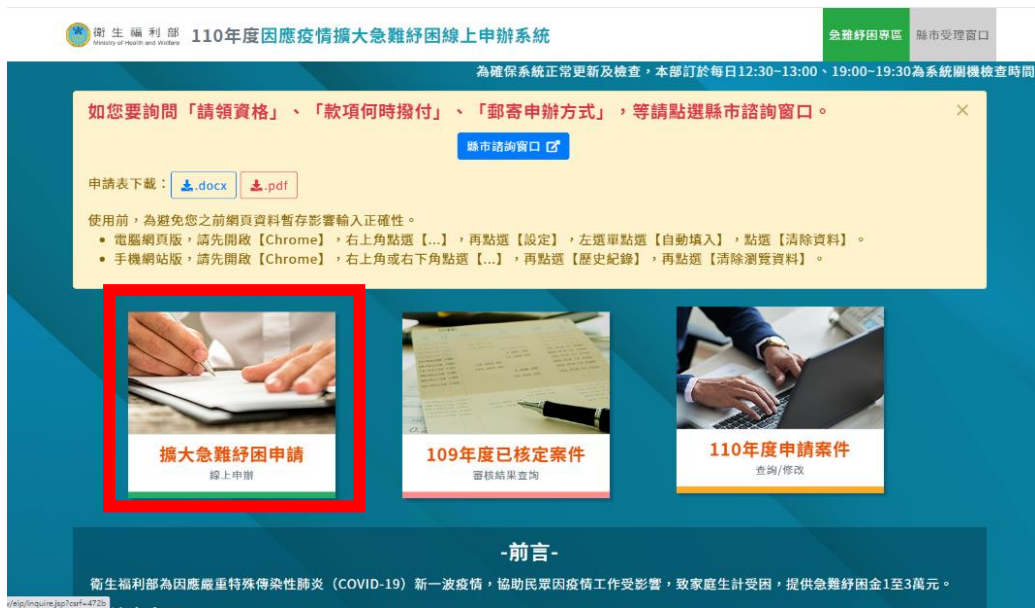 衛生福利部
Ministry of Health and Welfare
110年度因應疫情擴大急難紓困線上申辦系統
急難紓困專區
縣市受理窗口
為確保系統正常更新及檢查，本部訂於每日12:30~13:00、19:00~19:30為系統關機檢查時間
如您要詢問「請領資格」、「款項何時撥付」、「郵寄申辦方式」，等請點選縣市諮詢窗口。
×
縣市諮詢窗口
申請表下載：
.docx
.pdf
使用前，為避免您之前網頁資料暫存影響輸入正確性。
• 電腦網頁版，請先開啟【Chrome】，右上角點選【...】，再點選【設定】，左選單點選【自動填入】，點選【清除資料】。
• 手機網站版，請先開啟【Chrome】，右上角或右下角點選【...】，再點選【歷史紀錄】，再點選【清除瀏覽資料】。
擴大急難紓困申請
線上申辦
109年度已核定案件
審核結果查詢
110年度申請案件
查詢/修改
-前言-
衛生福利部為因應嚴重特殊傳染性肺炎（COVID-19）新一波疫情，協助民眾因疫情工作受影響，致家庭生計受困，提供急難紓困金1至3萬元。
/eip/inquire.jsp?csrf=472b